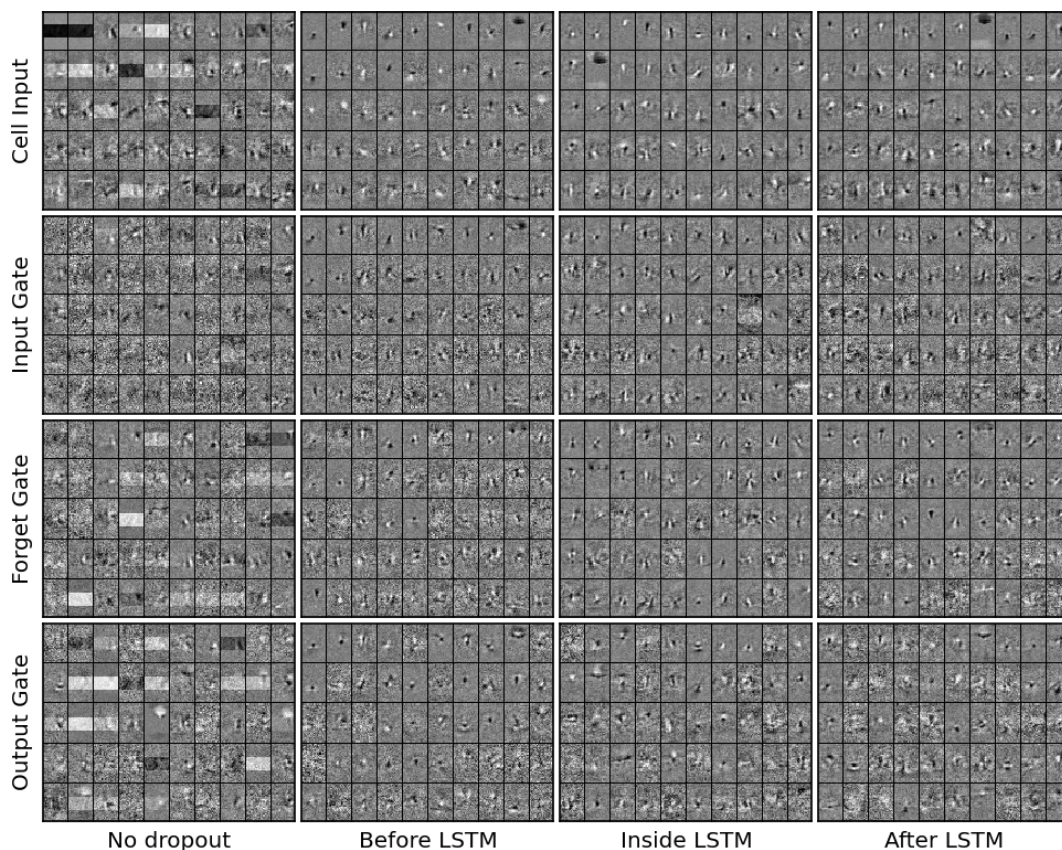 Cell Input
Input Gate
Forget Gate
Output Gate
No dropout
Before LSTM
Inside LSTM
After LSTM